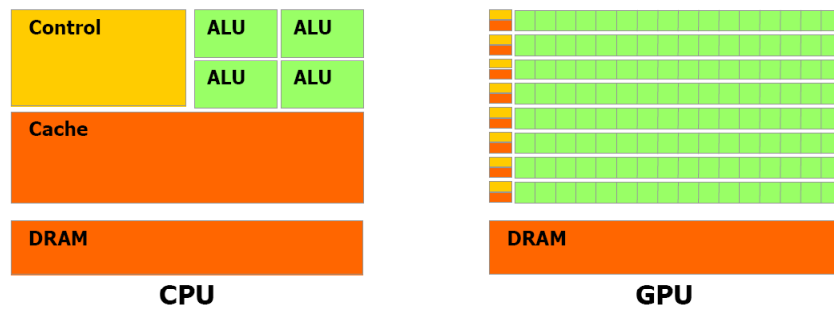 Control
ALU ALU
ALU ALU
Cache
DRAM
CPU
DRAM
GPU